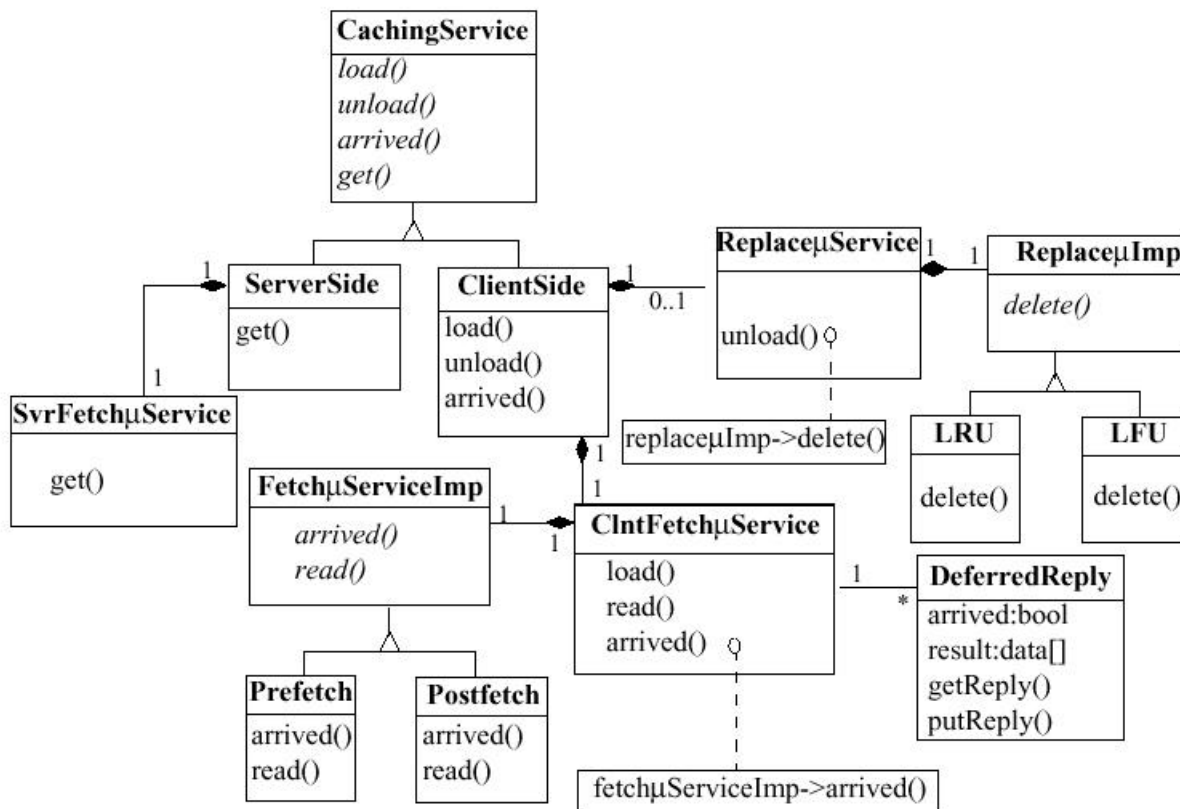 CachingService
load()
unload()
arrived()
get()
1
ServerSide
get()
ClientSide
load()
unload()
arrived()
1
0..1
ReplaceµService
unload()
1
1
ReplaceµImp
delete()
1
SvrFetchµService
get()
replaceµImp->delete()
LRU
delete()
LFU
delete()
1
1
FetchµServiceImp
arrived()
read()
1
1
ClntFetchµService
load()
read()
arrived()
1
*
DeferredReply
arrived:bool
result:data[]
getReply()
putReply()
Prefetch
arrived()
read()
Postfetch
arrived()
read()
fetchµServiceImp->arrived()